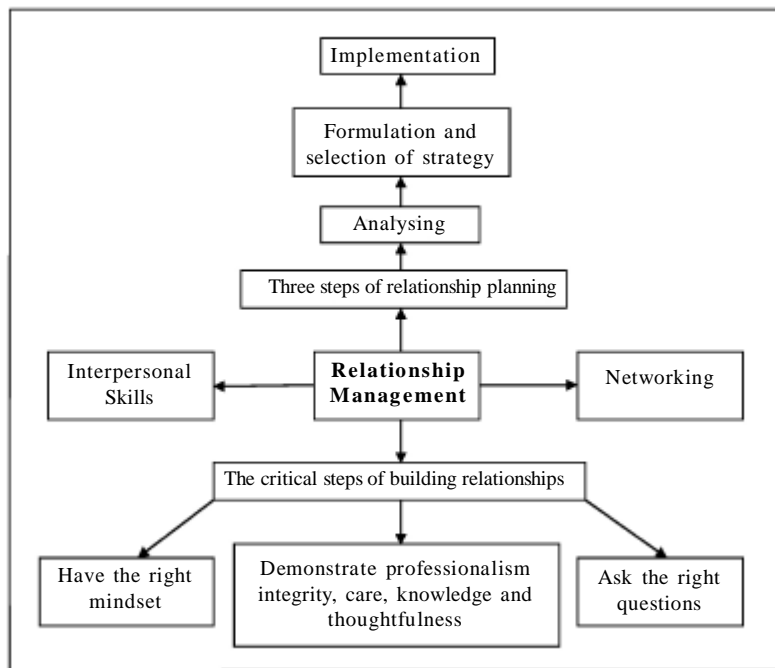 Implementation
Formulation and
selection of strategy
Analysing
Three steps of relationship planning
Interpersonal
Skills
Relationship
Management
Networking
The critical steps of building relationships
Have the right
mindset
Demonstrate professionalism
integrity, care, knowledge and
thoughtfulness
Ask the right
questions